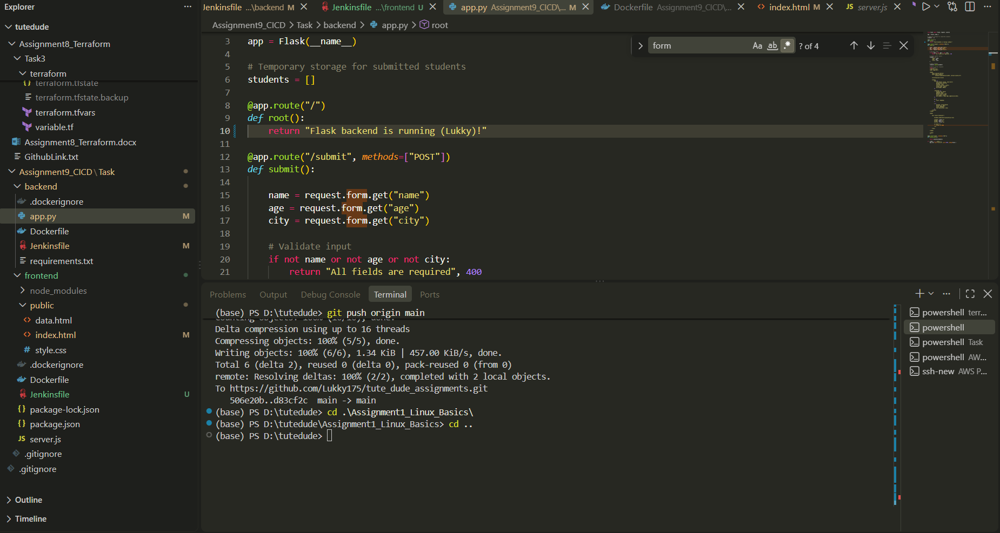 Explorer
tutedude
Assignment8_Terraform
Task3
terraform
terraform.tfstate
terraform.tfstate.backup
terraform.tfvars
variable.tf
Assignment8_Terraform.docx
GithubLink.txt
Assignment9_CICD \ Task
backend
.dockerignore
app.py M
Dockerfile
Jenkinsfile M
requirements.txt
frontend
node_modules
public
data.html
index.html M
style.css
.dockerignore
Dockerfile
Jenkinsfile U
package-lock.json
package.json
server.js
.gitignore
.gitignore
Outline
Timeline
Jenkinsfile ...\backend M
Jenkinsfile ...\frontend U
app.py Assignment9_CICD\... M
Dockerfile Assignment9_CICD\...
index.html M
JS server.js
Assignment9_CICD > Task > backend > app.py > root
form Aa ab .* ? of 4
3 app = Flask(__name__)
4
5 # Temporary storage for submitted students
6 students = []
7
8 @app.route("/")
9 def root():
10 return "Flask backend is running (Lukky)!"
11
12 @app.route("/submit", methods=["POST"])
13 def submit():
14
15 name = request.form.get("name")
16 age = request.form.get("age")
17 city = request.form.get("city")
18
19 # Validate input
20 if not name or not age or not city:
21 return "All fields are required", 400
Problems Output Debug Console Terminal Ports
(base) PS D:\tutedude> git push origin main
Delta compression using up to 16 threads
Compressing objects: 100% (5/5), done.
Writing objects: 100% (6/6), 1.34 KiB | 457.00 KiB/s, done.
Total 6 (delta 2), reused 0 (delta 0), pack-reused 0 (from 0)
remote: Resolving deltas: 100% (2/2), completed with 2 local objects.
To https://github.com/Lukky175/tute_dude_assignments.git
506e20b..d83cf2c main -> main
(base) PS D:\tutedude> cd .\Assignment1_Linux_Basics\
(base) PS D:\tutedude\Assignment1_Linux_Basics> cd ..
(base) PS D:\tutedude>
powershell terr...
powershell
powershell Task
powershell AW...
ssh-new AWS P...